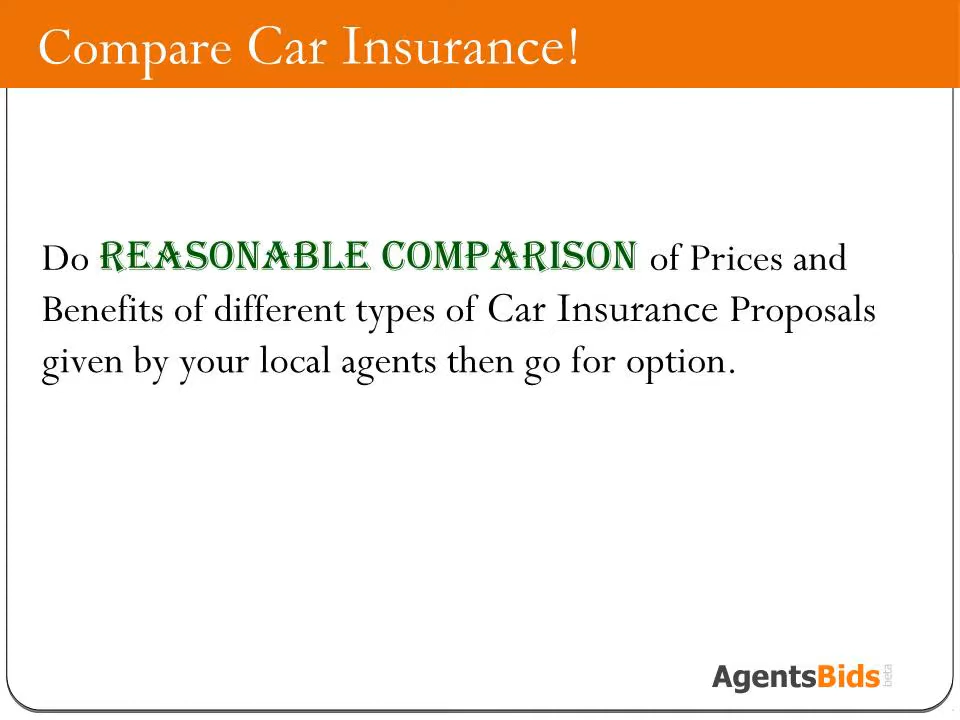 Compare Car Insurance!
Do REASONABLE COMPARISON of Prices and
Benefits of different types of Car Insurance Proposals
given by your local agents then go for option.
AgentsBids beta